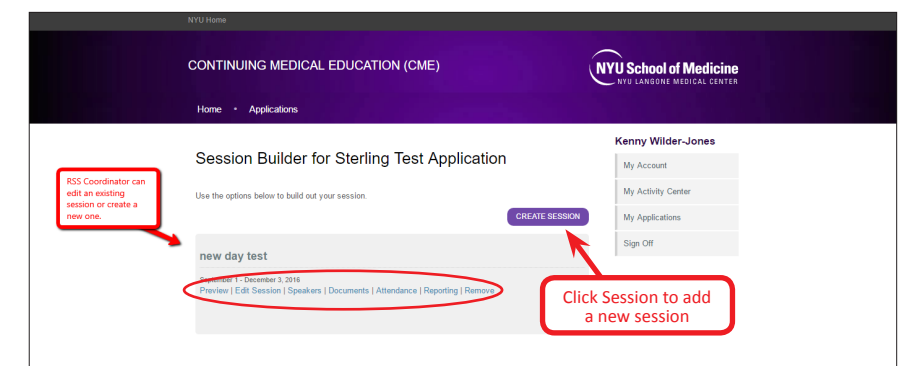 NYU Home
CONTINUING MEDICAL EDUCATION (CME)
NYU School of Medicine
NYU LANGONE MEDICAL CENTER
Home • Applications
Kenny Wilder-Jones
Session Builder for Sterling Test Application
My Account
RSS Coordinator can
edit an existing
session or create a
new one.
Use the options below to build out your session.
My Activity Center
CREATE SESSION
My Applications
Sign Off
new day test
September 1 - December 3, 2016
Preview | Edit Session | Speakers | Documents | Attendance | Reporting | Remove
Click Session to add
a new session